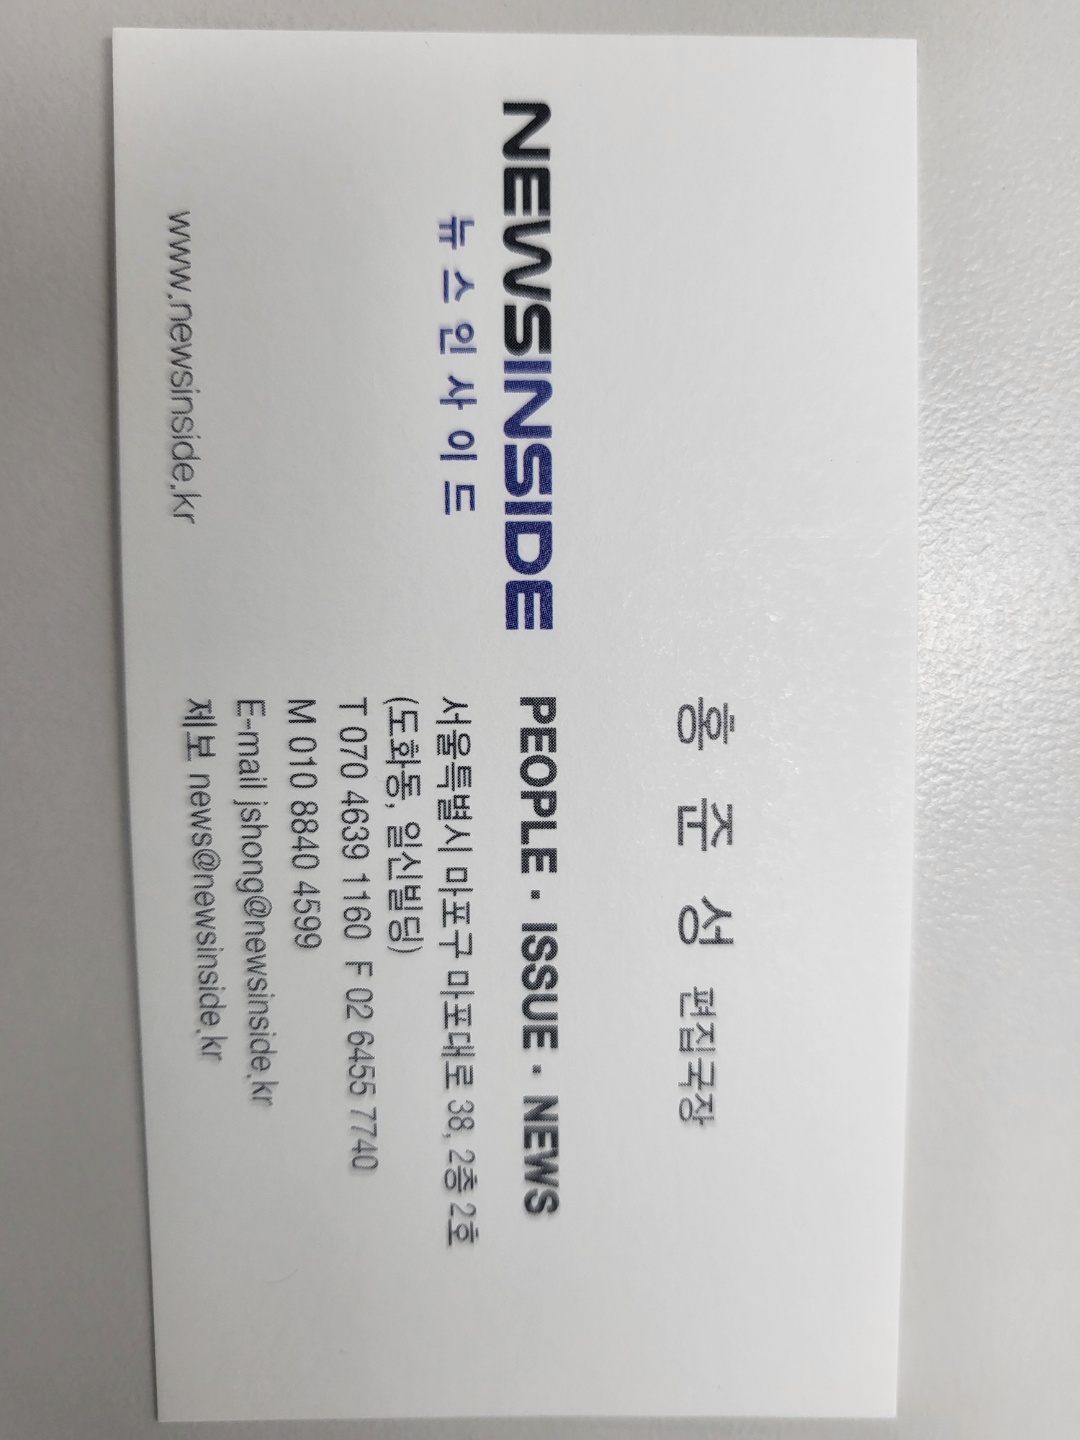 홍준성 편집국장
NEWSINSIDE
뉴스인사이드
www.newsinside.kr
PEOPLE · ISSUE · NEWS
서울특별시 마포구 마포대로 38, 2층 2호
(도화동, 일신빌딩)
T 070 4639 1160 F 02 6455 7740
M 010 8840 4599
E-mail jshong@newsinside.kr
제보 news@newsinside.kr